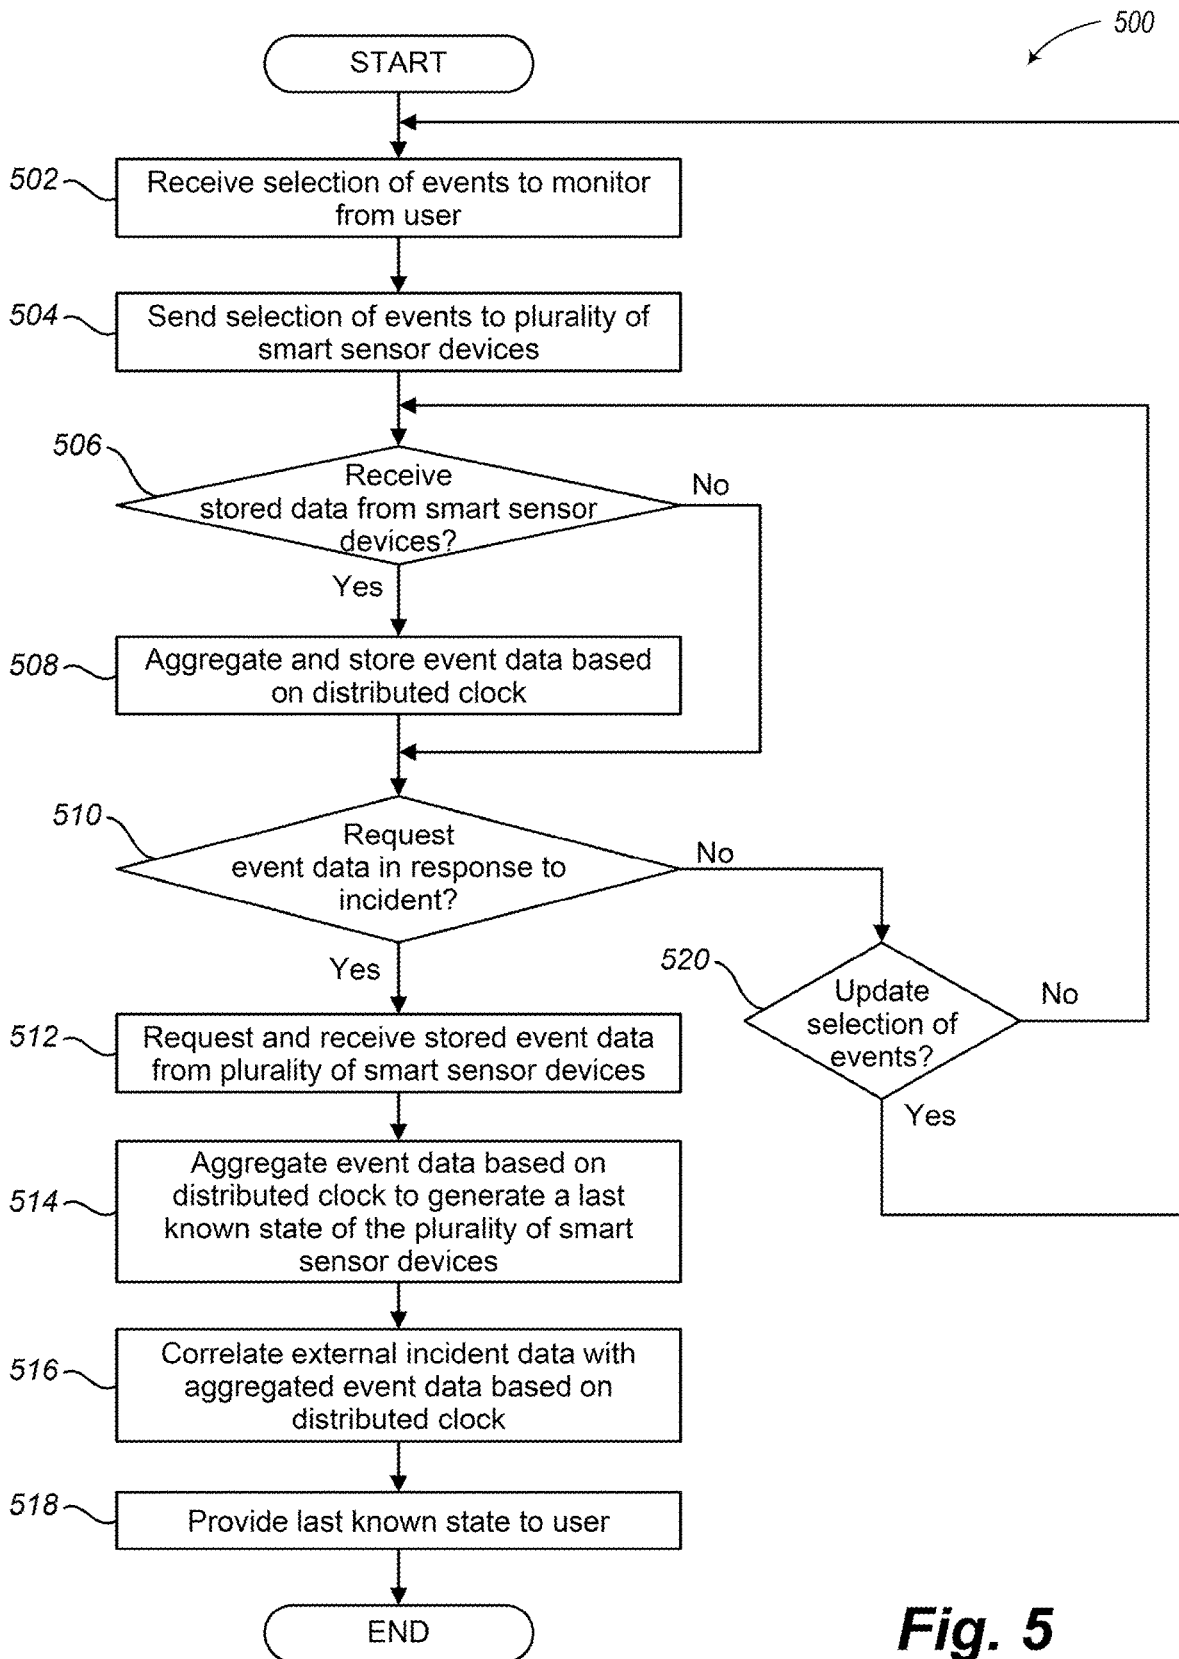 500
START
502
Receive selection of events to monitor
from user
504
Send selection of events to plurality of
smart sensor devices
506
Receive
stored data from smart sensor
devices?
No
Yes
508
Aggregate and store event data based
on distributed clock
510
Request
event data in response to
incident?
No
Yes
520
Update
selection of
events?
No
Yes
512
Request and receive stored event data
from plurality of smart sensor devices
514
Aggregate event data based on
distributed clock to generate a last
known state of the plurality of smart
sensor devices
516
Correlate external incident data with
aggregated event data based on
distributed clock
518
Provide last known state to user
END
Fig. 5